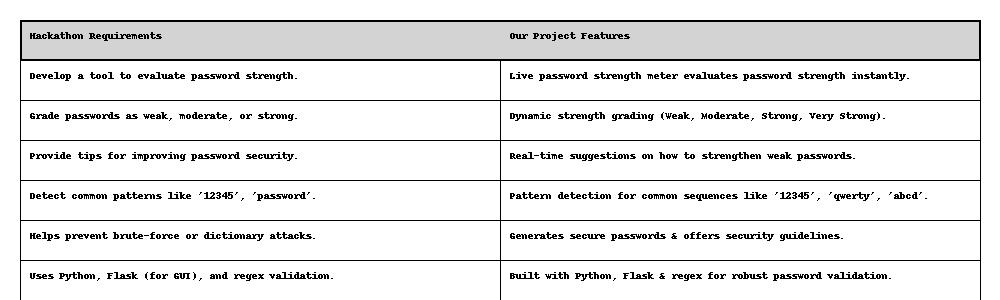 Hackathon Requirements Our Project Features
Develop a tool to evaluate password strength. Live password strength meter evaluates password strength instantly.
Grade passwords as weak, moderate, or strong. Dynamic strength grading (Weak, Moderate, Strong, Very Strong).
Provide tips for improving password security. Real-time suggestions on how to strengthen weak passwords.
Detect common patterns like '12345', 'password'. Pattern detection for common sequences like '12345', 'qwerty', 'abcd'.
Helps prevent brute-force or dictionary attacks. Generates secure passwords & offers security guidelines.
Uses Python, Flask (for GUI), and regex validation. Built with Python, Flask & regex for robust password validation.